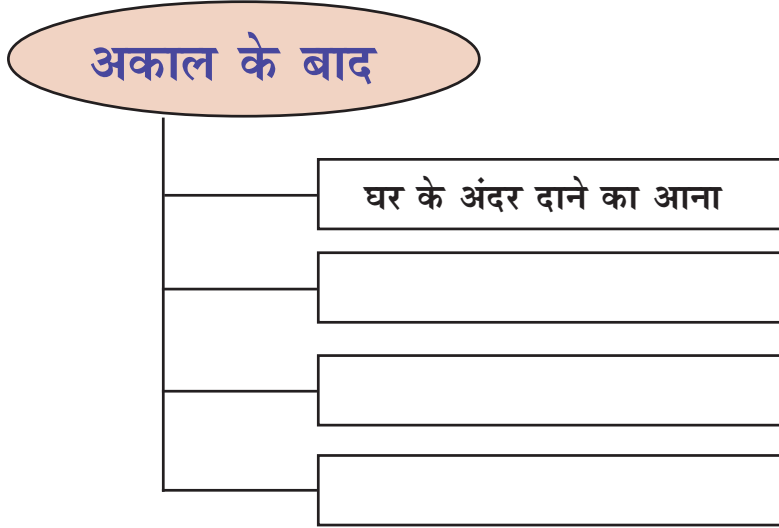 अकाल के बाद
घर के अंदर दाने का आना